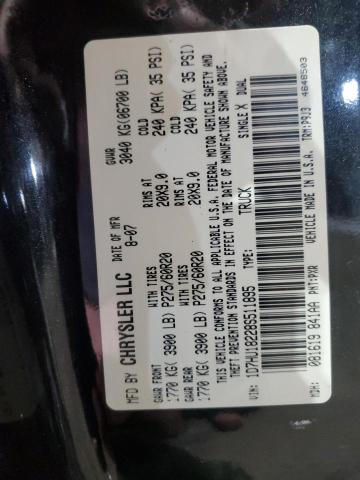 MFD BY CHRYSLER LLC DATE OF MFR 8-07 GVWR 3040 KG(06700 LB)
GAWR FRONT WITH TIRES RIMS AT COLD
1770 KG( 3900 LB) P275/60R20 20X9.0 240 KPA( 35 PSI)
GAWR REAR WITH TIRES RIMS AT COLD
1770 KG( 3900 LB) P275/60R20 20X9.0 240 KPA( 35 PSI)
THIS VEHICLE CONFORMS TO ALL APPLICABLE U.S.A. FEDERAL MOTOR VEHICLE SAFETY AND
THEFT PREVENTION STANDARDS IN EFFECT ON THE DATE OF MANUFACTURE SHOWN ABOVE.
VIN: 1D7HU18228S511895 TYPE: TRUCK SINGLE X DUAL
MDH: 081619 841AA PNT:PXR VEHICLE MADE IN U.S.A. TRM:P9J3 4648503